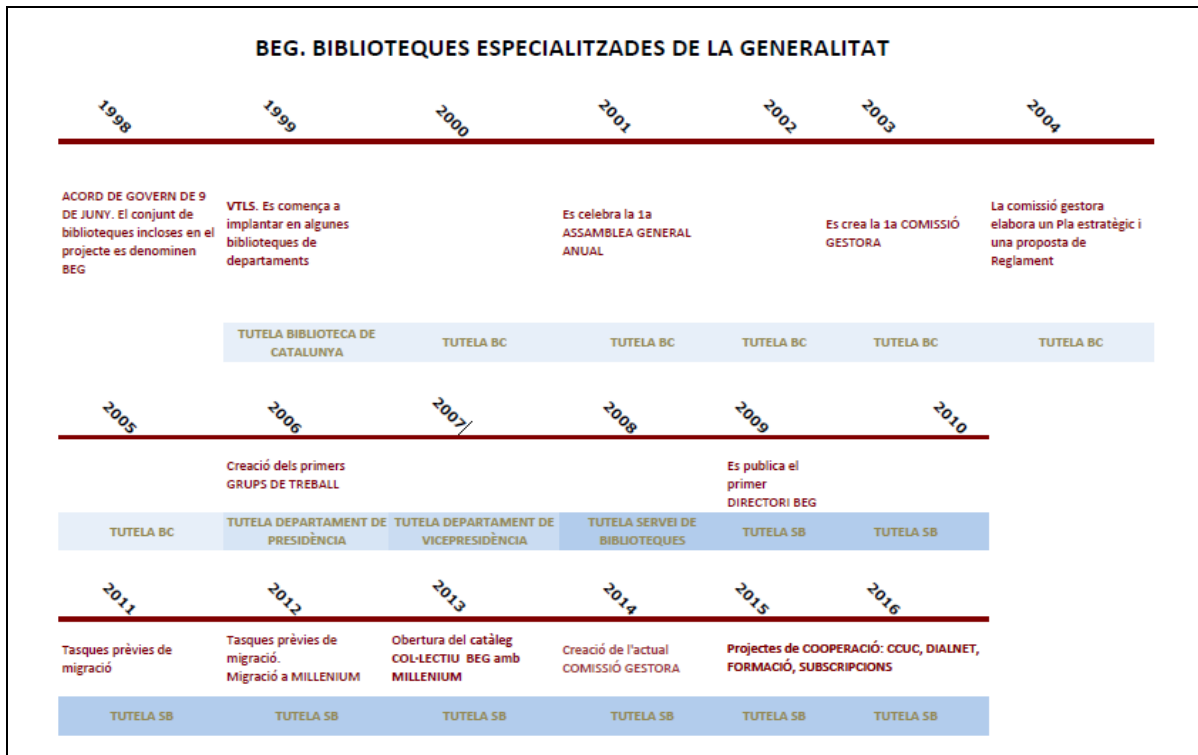 BEG. BIBLIOTEQUES ESPECIALITZADES DE LA GENERALITAT
1998 1999 2000 2001 2002 2003 2004
ACORD DE GOVERN DE 9
DE JUNY. El conjunt de
biblioteques incloses en el
projecte es denominen
BEG
VTLS. Es comença a
implantar en algunes
biblioteques de
departaments
Es celebra la 1a
ASSAMBLEA GENERAL
ANUAL
Es crea la 1a COMISSIÓ
GESTORA
La comissió gestora
elabora un Pla estratègic i
una proposta de
Reglament
TUTELA BIBLIOTECA DE
CATALUNYA
TUTELA BC
TUTELA BC
TUTELA BC
TUTELA BC
TUTELA BC
2005 2006 2007 2008 2009 2010
Creació dels primers
GRUPS DE TREBALL
Es publica el
primer
DIRECTORI BEG
TUTELA BC
TUTELA DEPARTAMENT DE
PRESIDÈNCIA
TUTELA DEPARTAMENT DE
VICEPRESIDÈNCIA
TUTELA SERVEI DE
BIBLIOTEQUES
TUTELA SB
TUTELA SB
2011 2012 2013 2014 2015 2016
Tasques prèvies de
migració
Tasques prèvies de
migració.
Migració a MILLENIUM
Obertura del catàleg
COL·LECTIU BEG amb
MILLENIUM
Creació de l'actual
COMISSIÓ GESTORA
Projectes de COOPERACIÓ: CCUC, DIALNET,
FORMACIÓ, SUBSCRIPCIONS
TUTELA SB
TUTELA SB
TUTELA SB
TUTELA SB
TUTELA SB
TUTELA SB